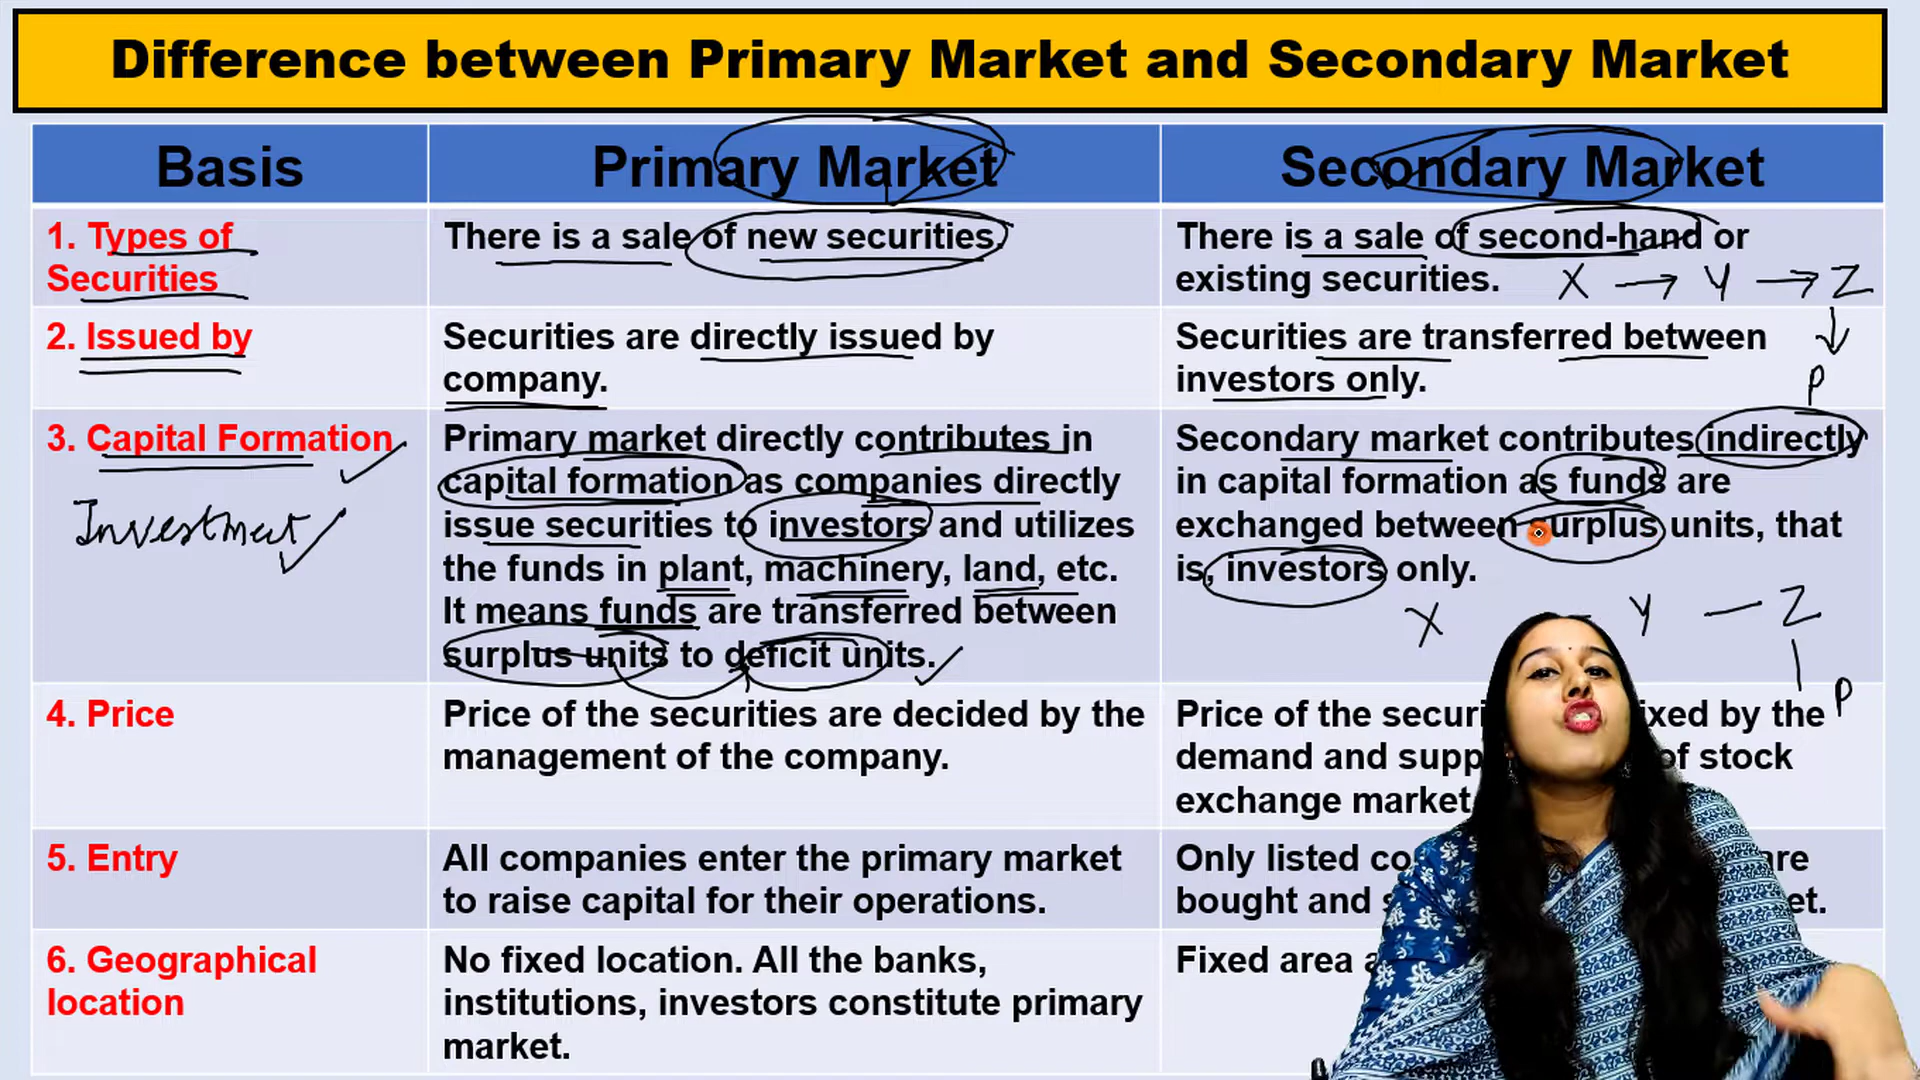 Difference between Primary Market and Secondary Market
Basis
Primary Market
Secondary Market
1. Types of
Securities
There is a sale of new securities.
There is a sale of second-hand or
existing securities.
X → Y → Z
↓
P
2. Issued by
Securities are directly issued by
company.
Securities are transferred between
investors only.
3. Capital Formation
Investment
Primary market directly contributes in
capital formation as companies directly
issue securities to investors and utilizes
the funds in plant, machinery, land, etc.
It means funds are transferred between
surplus units to deficit units.
Secondary market contributes indirectly
in capital formation as funds are
exchanged between surplus units, that
is, investors only.
X Y — Z
P
4. Price
Price of the securities are decided by the
management of the company.
Price of the by the
demand and of stock
exchange market
5. Entry
All companies enter the primary market
to raise capital for their operations.
Only listed
bought and
6. Geographical
location
No fixed location. All the banks,
institutions, investors constitute primary
market.
Fixed area